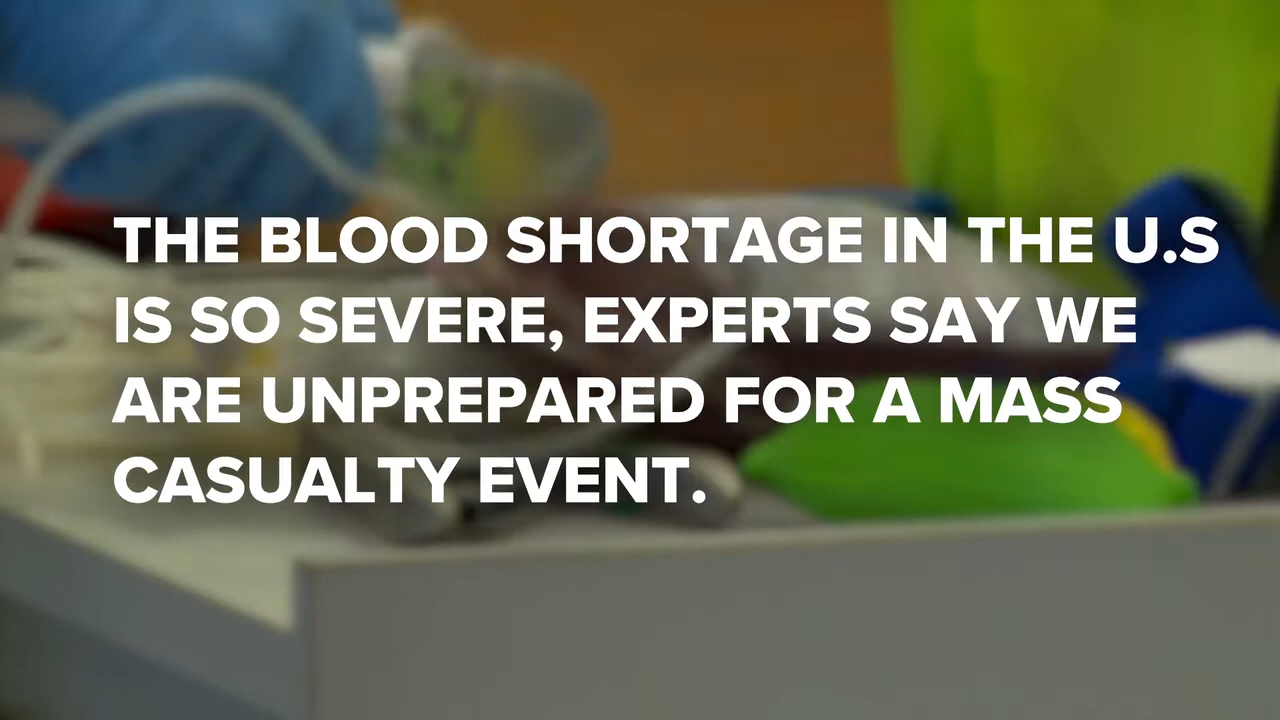 THE BLOOD SHORTAGE IN THE U.S
IS SO SEVERE, EXPERTS SAY WE
ARE UNPREPARED FOR A MASS
CASUALTY EVENT.